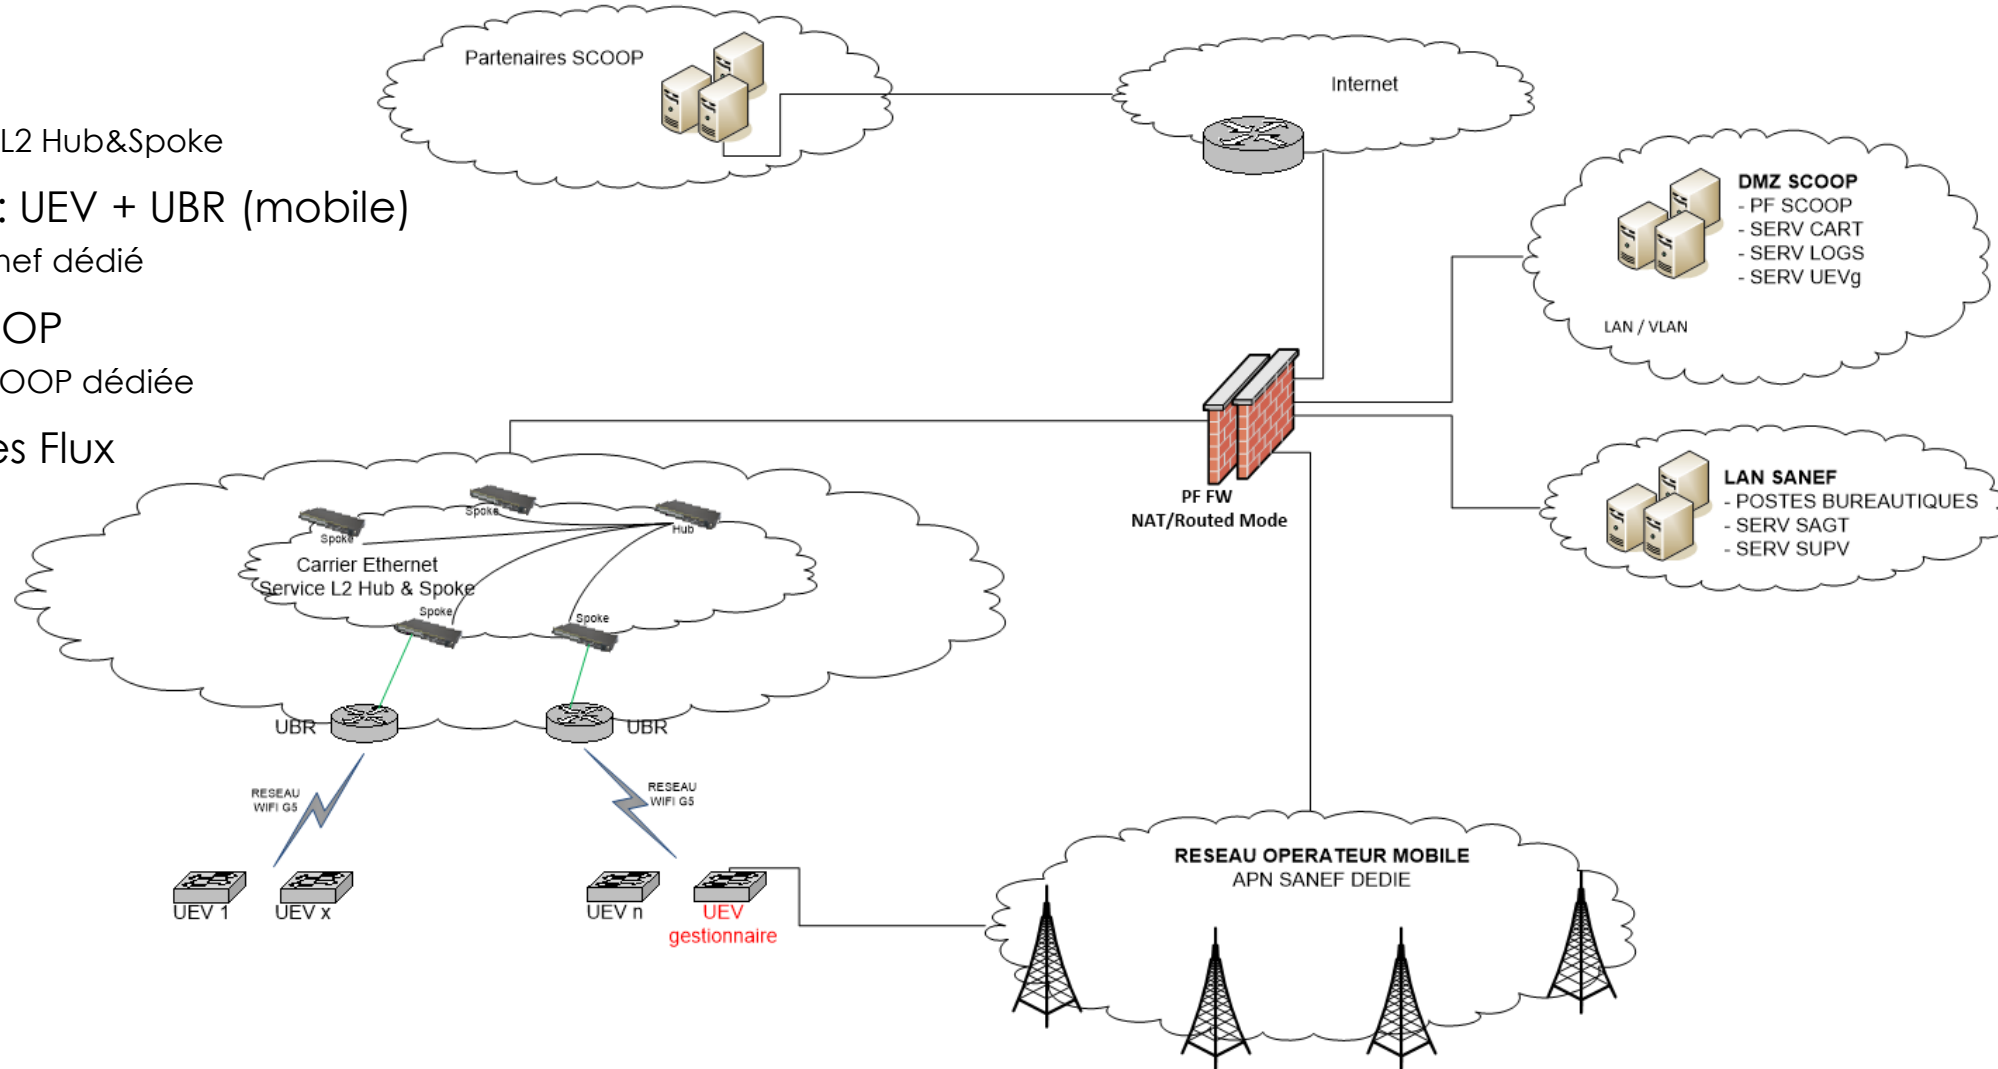 L2 Hub&Spoke
: UEV + UBR (mobile)
nef dédié
OP
OOP dédiée
es Flux
Partenaires SCOOP
Internet
DMZ SCOOP
- PF SCOOP
- SERV CART
- SERV LOGS
- SERV UEVg
LAN / VLAN
PF FW
NAT/Routed Mode
LAN SANEF
- POSTES BUREAUTIQUES
- SERV SAGT
- SERV SUPV
Spoke
Spoke
Hub
Carrier Ethernet
Service L2 Hub & Spoke
Spoke
Spoke
UBR
UBR
RESEAU
WIFI G5
RESEAU
WIFI G5
UEV 1
UEV x
UEV n
UEV
gestionnaire
RESEAU OPERATEUR MOBILE
APN SANEF DEDIE